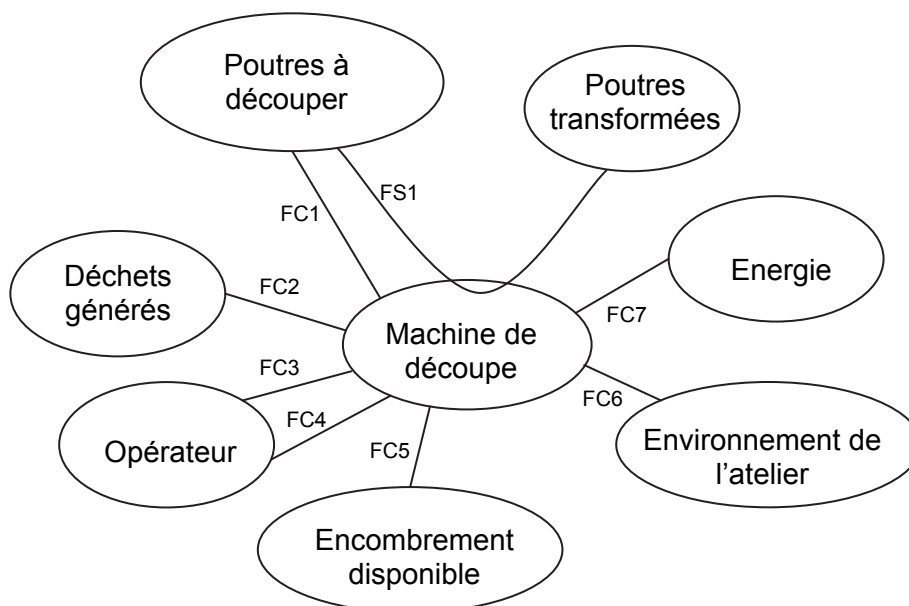 Poutres à
découper
Poutres
transformées
FS1
FC1
Déchets
générés
FC2
Energie
FC7
Machine de
découpe
FC3
FC4
Opérateur
FC5
FC6
Environnement de
l'atelier
Encombrement
disponible